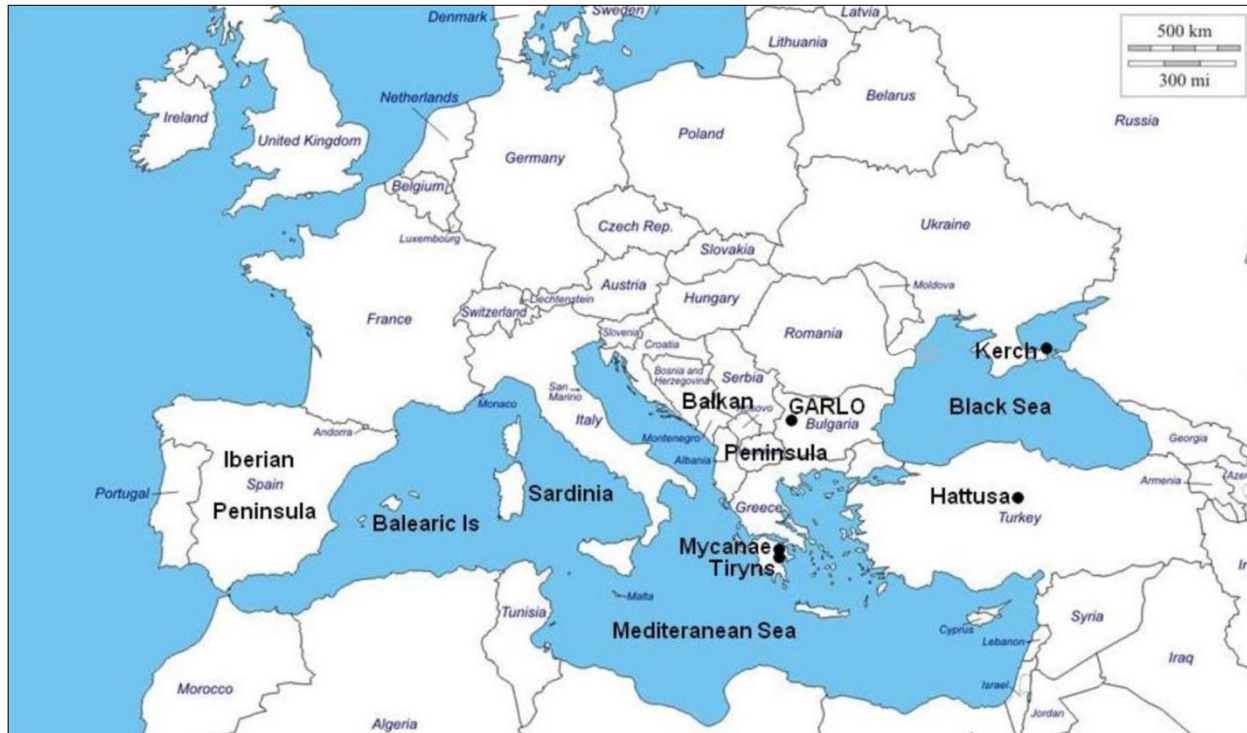 Denmark
Sweden
Latvia
Lithuania
500 km
300 mi
Ireland
United Kingdom
Netherlands
Belarus
Russia
Poland
Germany
Belgium
Luxembourg
Czech Rep.
Ukraine
Slovakia
Moldova
Austria
Liechtenstein
Switzerland
Hungary
France
Slovenia
Croatia
Romania
Kerch
Bosnia and
Herzegovina
Serbia
San
Marino
Monaco
Italy
Balkan
GARLO
Bulgaria
Black Sea
Andorra
Montenegro
Peninsula
Albania
Georgia
Iberian
Spain
Peninsula
Portugal
Sardinia
Armenia
Azer
Hattusa
Turkey
Balearic Is
Greece
Mycanae
Tiryns
Malta
Tunisia
Mediteranean Sea
Cyprus
Lebanon
Syria
Iraq
Israel
Jordan
Morocco
Algeria